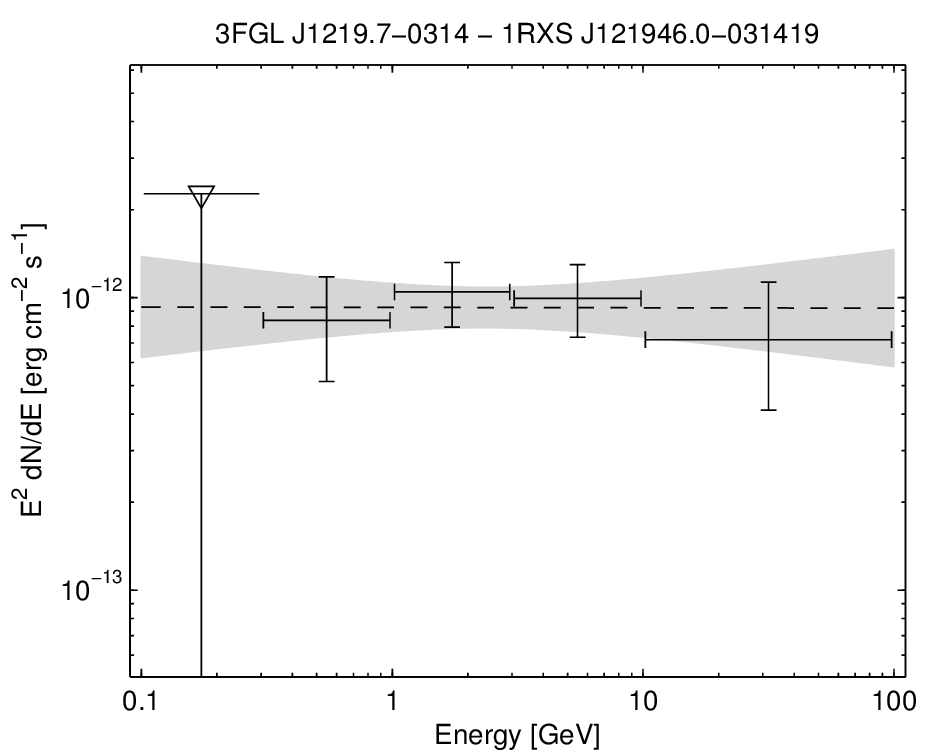 3FGL J1219.7−0314 − 1RXS J121946.0−031419
E² dN/dE [erg cm⁻² s⁻¹]
10⁻¹²
10⁻¹³
0.1 1 10 100
Energy [GeV]